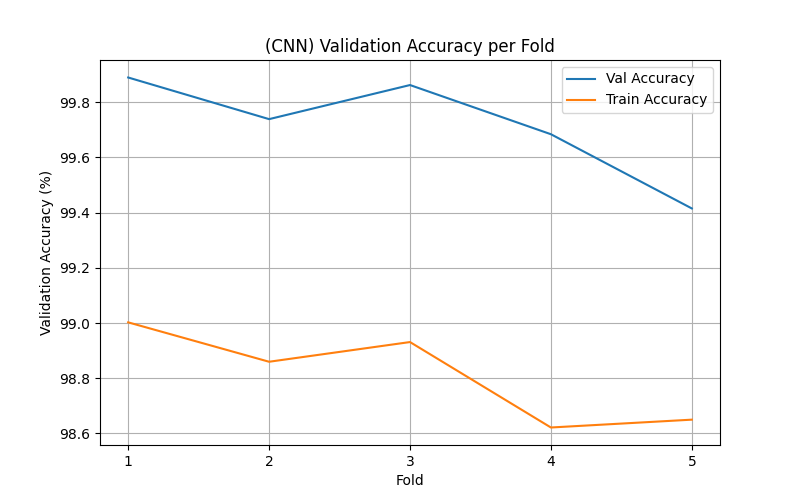 (CNN) Validation Accuracy per Fold
Val Accuracy
Train Accuracy
Validation Accuracy (%)
99.8
99.6
99.4
99.2
99.0
98.8
98.6
1 2 3 4 5
Fold